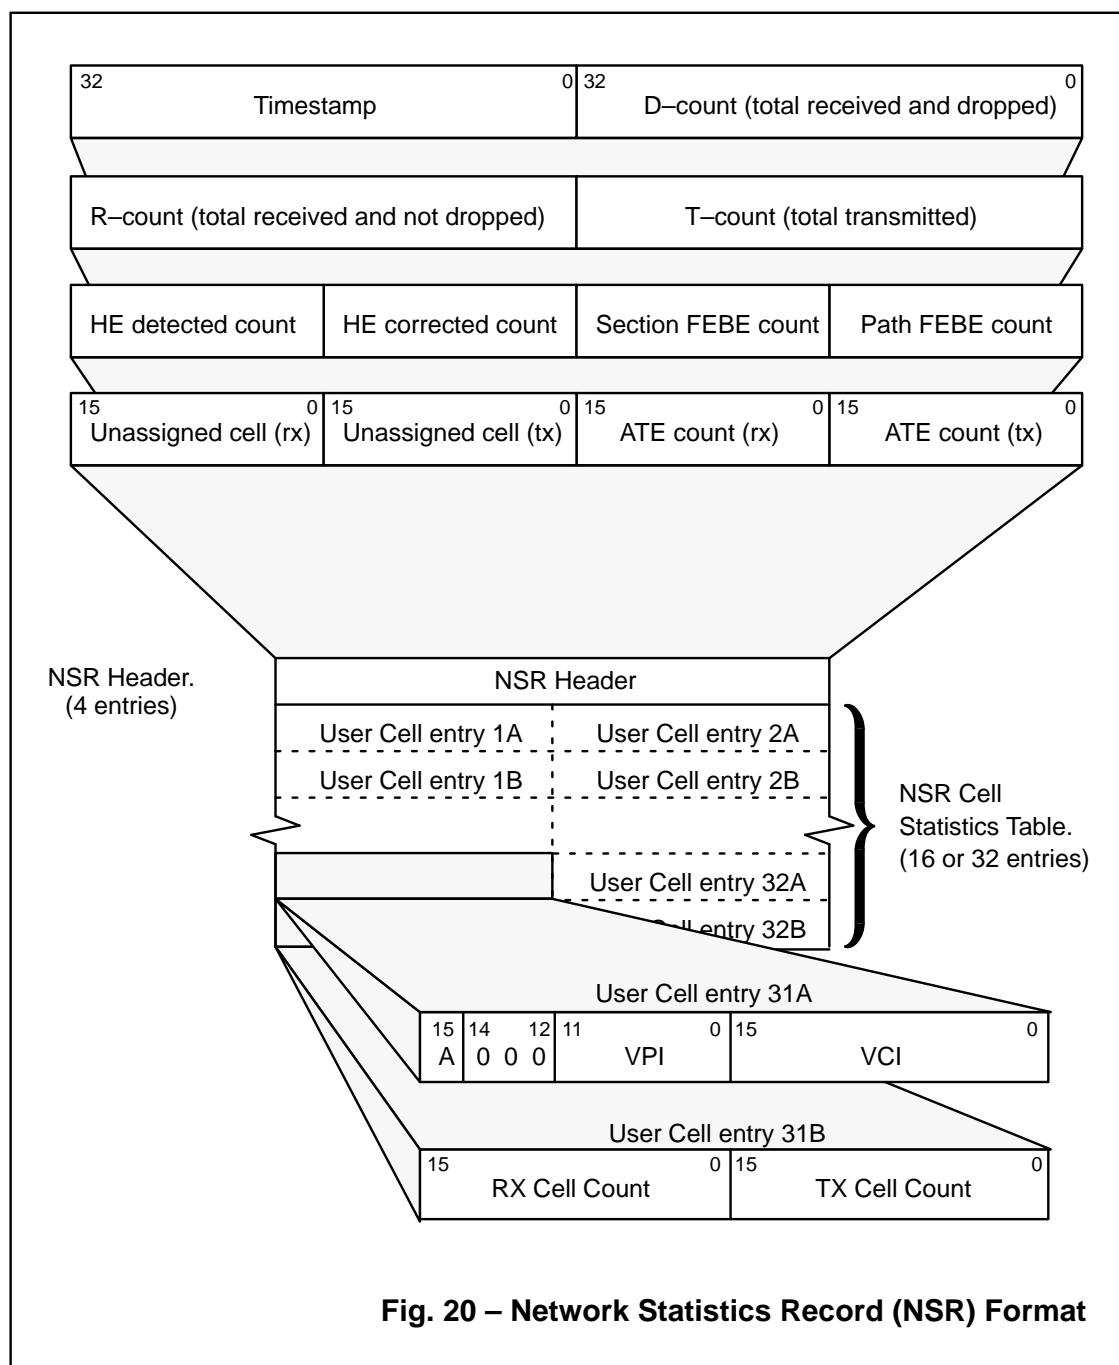 32 0 32 0
Timestamp D–count (total received and dropped)
R–count (total received and not dropped) T–count (total transmitted)
HE detected count HE corrected count Section FEBE count Path FEBE count
15 0 15 0 15 0 15 0
Unassigned cell (rx) Unassigned cell (tx) ATE count (rx) ATE count (tx)
NSR Header.
(4 entries)
NSR Header
User Cell entry 1A User Cell entry 2A
User Cell entry 1B User Cell entry 2B
NSR Cell
Statistics Table.
(16 or 32 entries)
User Cell entry 32A
entry 32B
User Cell entry 31A
15 14 12 11 0 15 0
A 0 0 0 VPI VCI
User Cell entry 31B
15 0 15 0
RX Cell Count TX Cell Count
Fig. 20 – Network Statistics Record (NSR) Format